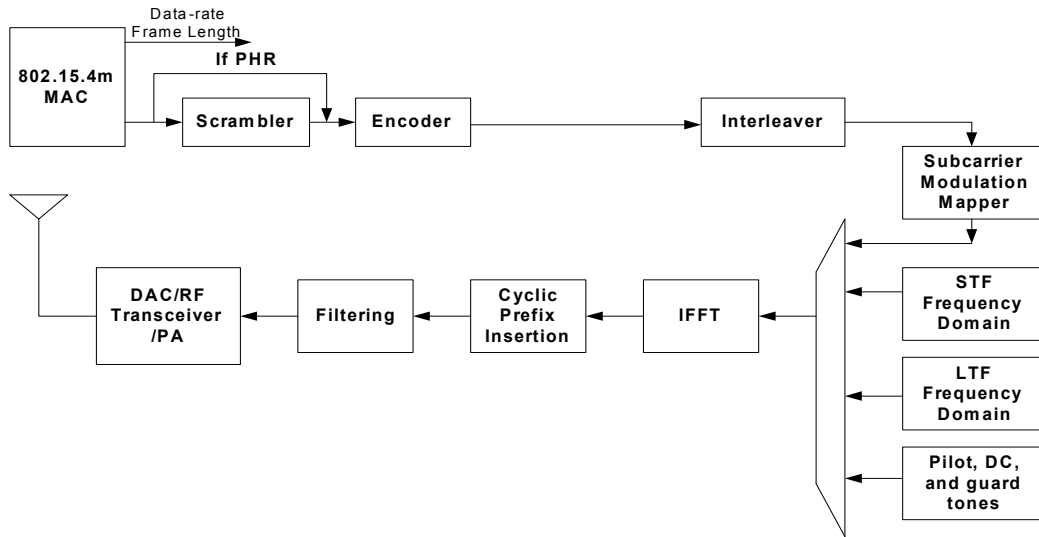 Data-rate
Frame Length
If PHR
802.15.4m
MAC
Scrambler
Encoder
Interleaver
Subcarrier
Modulation
Mapper
DAC/RF
Transceiver
/PA
Filtering
Cyclic
Prefix
Insertion
IFFT
STF
Frequency
Domain
LTF
Frequency
Domain
Pilot, DC,
and guard
tones